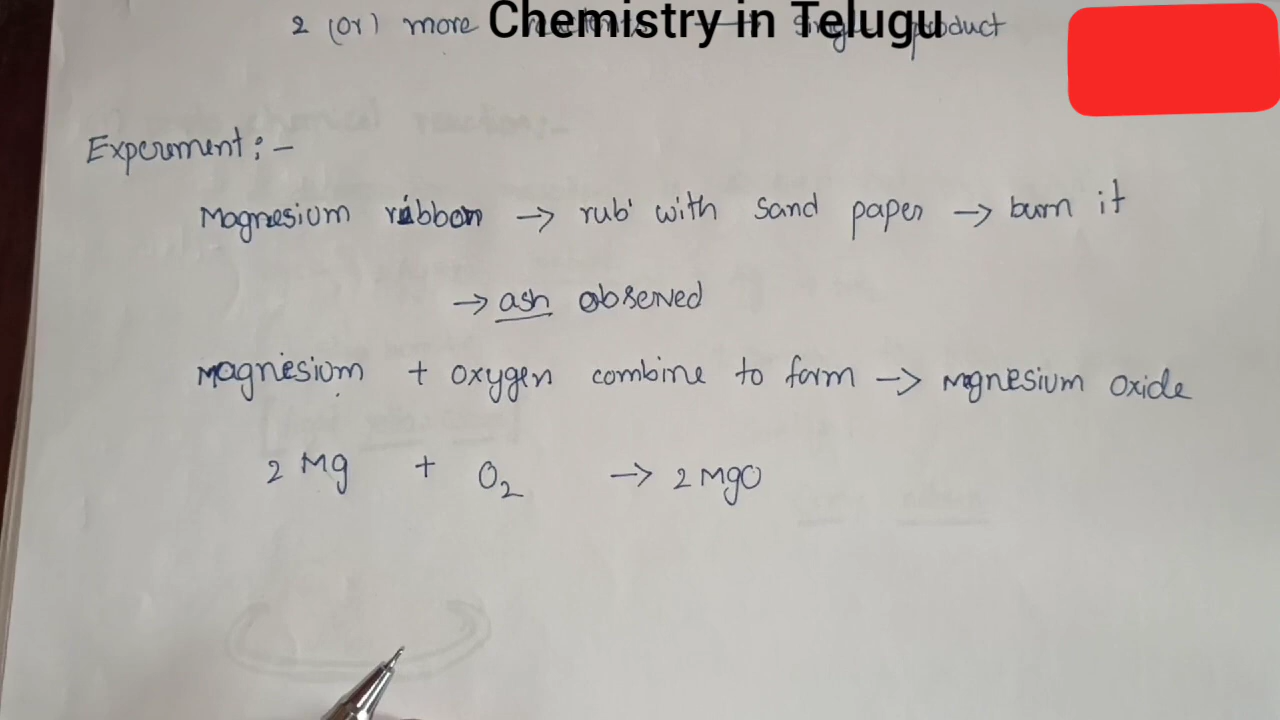 Chemistry in Telugu
2 (or) more product
Experiment :-
Magnesium ribbon → rub with sand paper → burn it
→ ash observed
Magnesium + oxygen combine to form → Mgnesium oxide
2 Mg + O₂ → 2 MgO